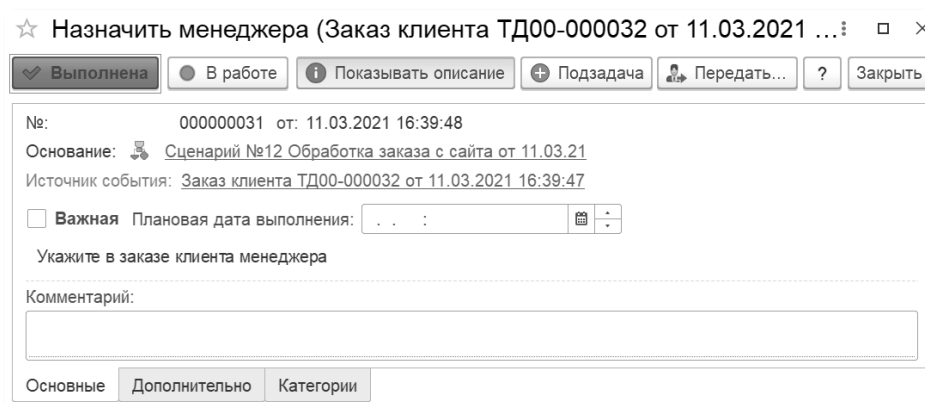 Назначить менеджера (Заказ клиента ТД00-000032 от 11.03.2021 ...
Выполнена В работе Показывать описание Подзадача Передать... ? Закрыть
№: 000000031 от: 11.03.2021 16:39:48
Основание: Сценарий №12 Обработка заказа с сайта от 11.03.21
Источник события: Заказ клиента ТД00-000032 от 11.03.2021 16:39:47
Важная Плановая дата выполнения: . . :
Укажите в заказе клиента менеджера
Комментарий:
Основные Дополнительно Категории